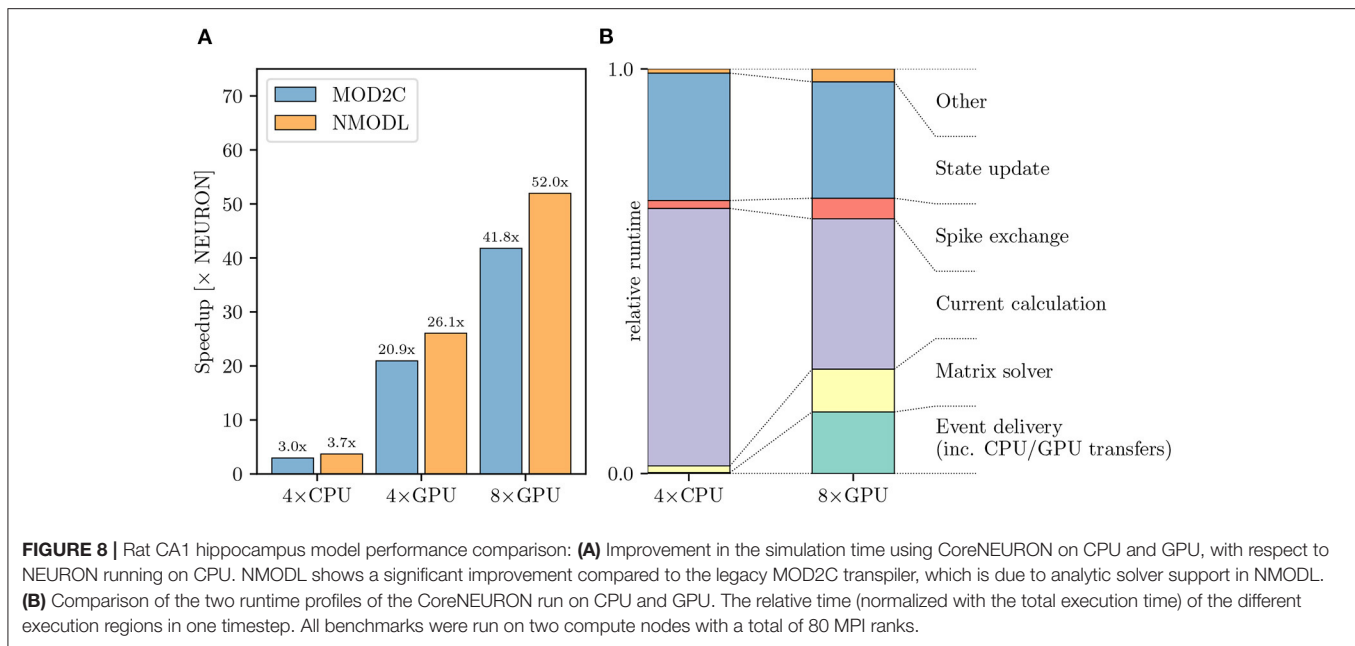 A
B
Speedup [× NEURON]
70
60
50
40
30
20
10
0
MOD2C
NMODL
3.0x
3.7x
20.9x
26.1x
41.8x
52.0x
4×CPU
4×GPU
8×GPU
relative runtime
1.0
0.0
4×CPU
8×GPU
Other
State update
Spike exchange
Current calculation
Matrix solver
Event delivery
(inc. CPU/GPU transfers)
FIGURE 8 | Rat CA1 hippocampus model performance comparison: (A) Improvement in the simulation time using CoreNEURON on CPU and GPU, with respect to
NEURON running on CPU. NMODL shows a significant improvement compared to the legacy MOD2C transpiler, which is due to analytic solver support in NMODL.
(B) Comparison of the two runtime profiles of the CoreNEURON run on CPU and GPU. The relative time (normalized with the total execution time) of the different
execution regions in one timestep. All benchmarks were run on two compute nodes with a total of 80 MPI ranks.